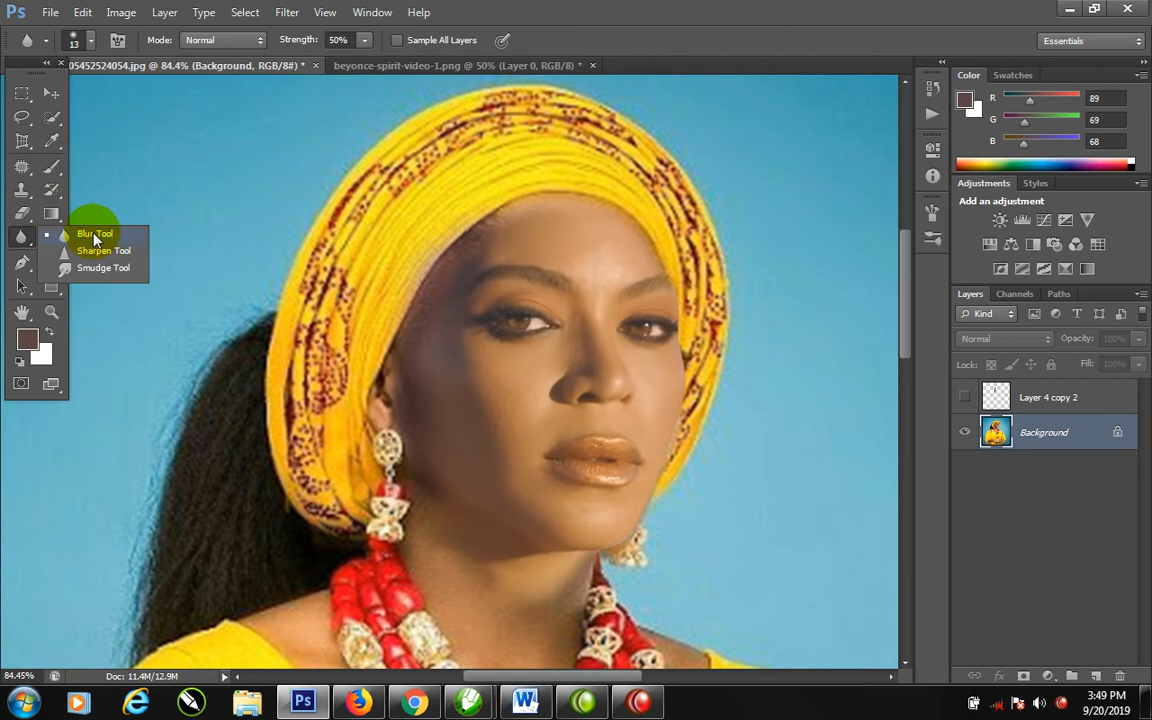 Ps File Edit Image Layer Type Select Filter View Window Help
13 Mode: Normal Strength: 50% Sample All Layers Essentials
05452524054.jpg @ 84.4% (Background, RGB/8#) * × beyonce-spirit-video-1.png @ 50% (Layer 0, RGB/8) * ×
Color Swatches
R 89
G 69
B 68
Adjustments Styles
Add an adjustment
Blur Tool
Sharpen Tool
Smudge Tool
Layers Channels Paths
Kind
Normal Opacity: 100%
Lock: Fill: 100%
Layer 4 copy 2
Background
84.45% Doc: 11.4M/12.9M
Ps W
3:49 PM
9/20/2019